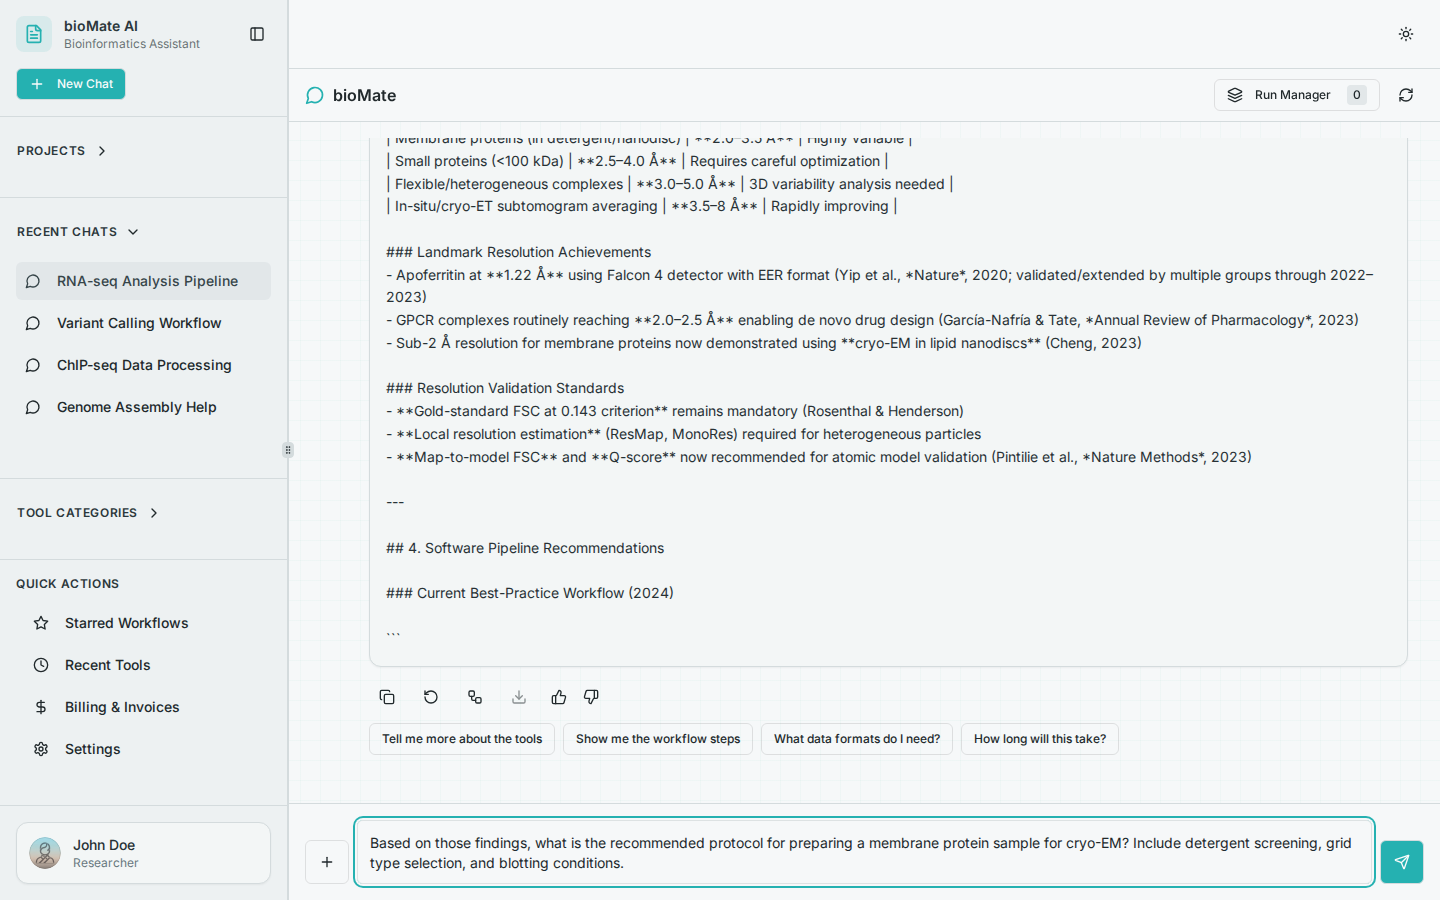 bioMate AI
Bioinformatics Assistant
New Chat
PROJECTS
RECENT CHATS
RNA-seq Analysis Pipeline
Variant Calling Workflow
ChIP-seq Data Processing
Genome Assembly Help
TOOL CATEGORIES
QUICK ACTIONS
Starred Workflows
Recent Tools
Billing & Invoices
Settings
John Doe
Researcher
bioMate
Run Manager 0
| Membrane proteins (in detergent/nanodisc) | **2.0–3.5 Å** | Highly variable |
| Small proteins (<100 kDa) | **2.5–4.0 Å** | Requires careful optimization |
| Flexible/heterogeneous complexes | **3.0–5.0 Å** | 3D variability analysis needed |
| In-situ/cryo-ET subtomogram averaging | **3.5–8 Å** | Rapidly improving |
### Landmark Resolution Achievements
- Apoferritin at **1.22 Å** using Falcon 4 detector with EER format (Yip et al., *Nature*, 2020; validated/extended by multiple groups through 2022–
2023)
- GPCR complexes routinely reaching **2.0–2.5 Å** enabling de novo drug design (García-Nafría & Tate, *Annual Review of Pharmacology*, 2023)
- Sub-2 Å resolution for membrane proteins now demonstrated using **cryo-EM in lipid nanodiscs** (Cheng, 2023)
### Resolution Validation Standards
- **Gold-standard FSC at 0.143 criterion** remains mandatory (Rosenthal & Henderson)
- **Local resolution estimation** (ResMap, MonoRes) required for heterogeneous particles
- **Map-to-model FSC** and **Q-score** now recommended for atomic model validation (Pintilie et al., *Nature Methods*, 2023)
---
## 4. Software Pipeline Recommendations
### Current Best-Practice Workflow (2024)
```
Tell me more about the tools
Show me the workflow steps
What data formats do I need?
How long will this take?
Based on those findings, what is the recommended protocol for preparing a membrane protein sample for cryo-EM? Include detergent screening, grid
type selection, and blotting conditions.